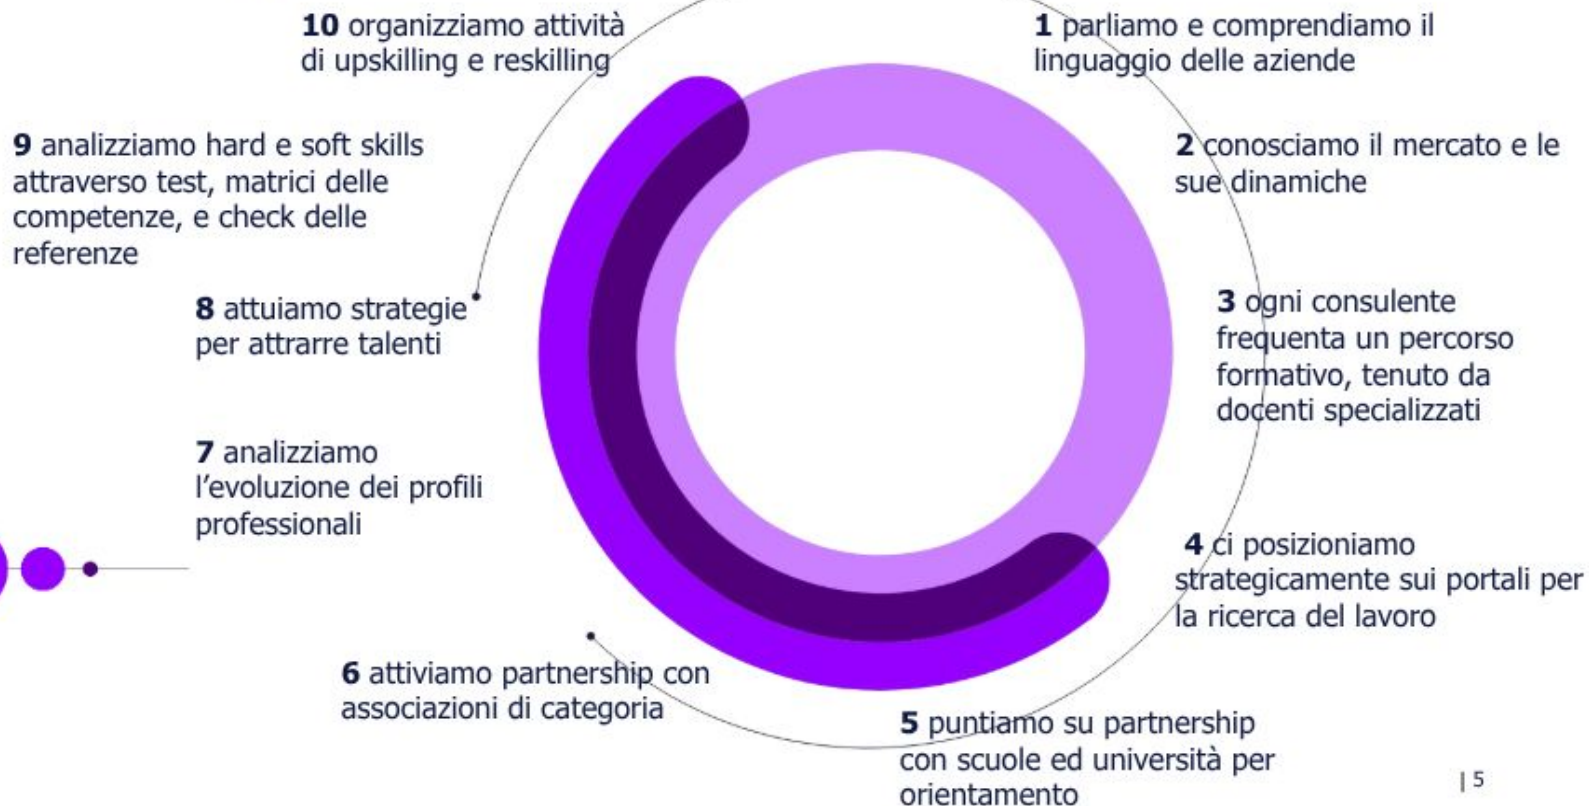 1 parliamo e comprendiamo il
linguaggio delle aziende
2 conosciamo il mercato e le
sue dinamiche
3 ogni consulente
frequenta un percorso
formativo, tenuto da
docenti specializzati
4 ci posizioniamo
strategicamente sui portali per
la ricerca del lavoro
5 puntiamo su partnership
con scuole ed università per
orientamento
6 attiviamo partnership con
associazioni di categoria
7 analizziamo
l’evoluzione dei profili
professionali
8 attuiamo strategie
per attrarre talenti
9 analizziamo hard e soft skills
attraverso test, matrici delle
competenze, e check delle
referenze
10 organizziamo attività
di upskilling e reskilling
| 5